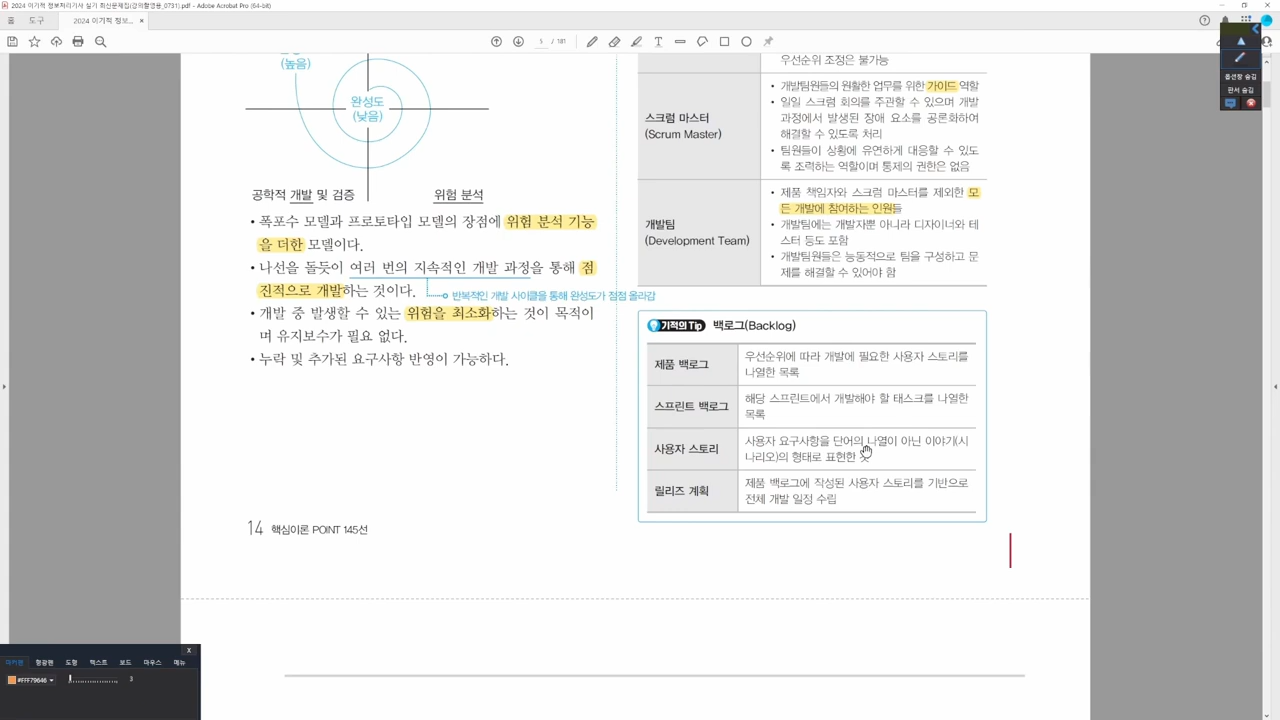 2024 이기적 정보처리기사 실기 최신문제집(강의촬영용_0731).pdf - Adobe Acrobat Pro (64-bit)
홈
도구
2024 이기적 정보...
/ 181
(높음)
완성도
(낮음)
공학적 개발 및 검증
위험 분석
• 폭포수 모델과 프로토타입 모델의 장점에 위험 분석 기능
을 더한 모델이다.
• 나선을 돌듯이 여러 번의 지속적인 개발 과정을 통해 점
진적으로 개발하는 것이다.
반복적인 개발 사이클을 통해 완성도가 점점 올라감
• 개발 중 발생할 수 있는 위험을 최소화하는 것이 목적이
며 유지보수가 필요 없다.
• 누락 및 추가된 요구사항 반영이 가능하다.
14 핵심이론 POINT 145선
우선순위 조정은 불가능
스크럼 마스터
(Scrum Master)
• 개발팀원들의 원활한 업무를 위한 가이드 역할
• 일일 스크럼 회의를 주관할 수 있으며 개발
과정에서 발생된 장애 요소를 공론화하여
해결할 수 있도록 처리
• 팀원들이 상황에 유연하게 대응할 수 있도
록 조력하는 역할이며 통제의 권한은 없음
개발팀
(Development Team)
• 제품 책임자와 스크럼 마스터를 제외한 모
든 개발에 참여하는 인원들
• 개발팀에는 개발자뿐 아니라 디자이너와 테
스터 등도 포함
• 개발팀원들은 능동적으로 팀을 구성하고 문
제를 해결할 수 있어야 함
기적의 Tip 백로그(Backlog)
제품 백로그
우선순위에 따라 개발에 필요한 사용자 스토리를
나열한 목록
스프린트 백로그
해당 스프린트에서 개발해야 할 태스크를 나열한
목록
사용자 스토리
사용자 요구사항을 단어의 나열이 아닌 이야기(시
나리오)의 형태로 표현한 것
릴리즈 계획
제품 백로그에 작성된 사용자 스토리를 기반으로
전체 개발 일정 수립
옵션창 숨김
판서 숨김
X
마커펜 형광펜 도형 텍스트 보드 마우스 메뉴
#FFF79646
3